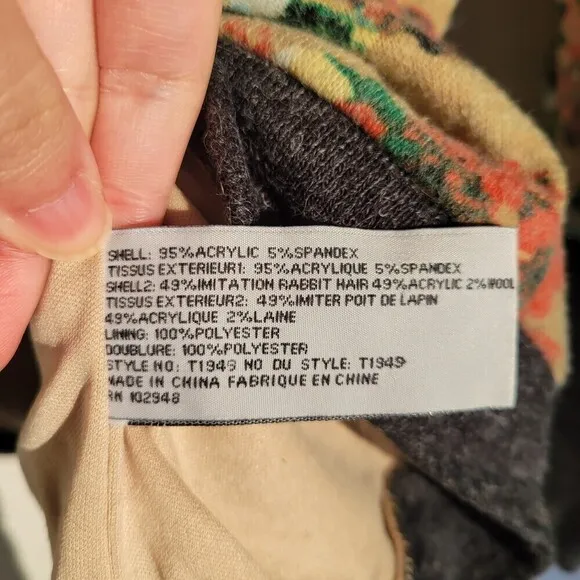 SHELL: 95%ACRYLIC 5%SPANDEX
TISSUS EXTERIEUR1: 95%ACRYLIQUE 5%SPANDEX
SHELL2: 49%IMITATION RABBIT HAIR 49%ACRYLIC 2%WOOL
TISSUS EXTERIEUR2: 49%IMITER POIT DE LAPIN
49%ACRYLIQUE 2%LAINE
LINING: 100%POLYESTER
DOUBLURE: 100%POLYESTER
STYLE NO: T1949 NO DU STYLE: T1949
MADE IN CHINA FABRIQUE EN CHINE
RN 102948